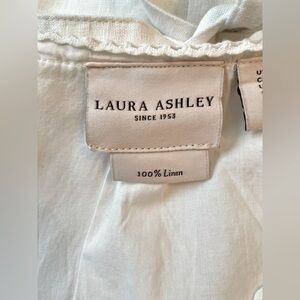 LAURA ASHLEY
SINCE 1953
100% Linen